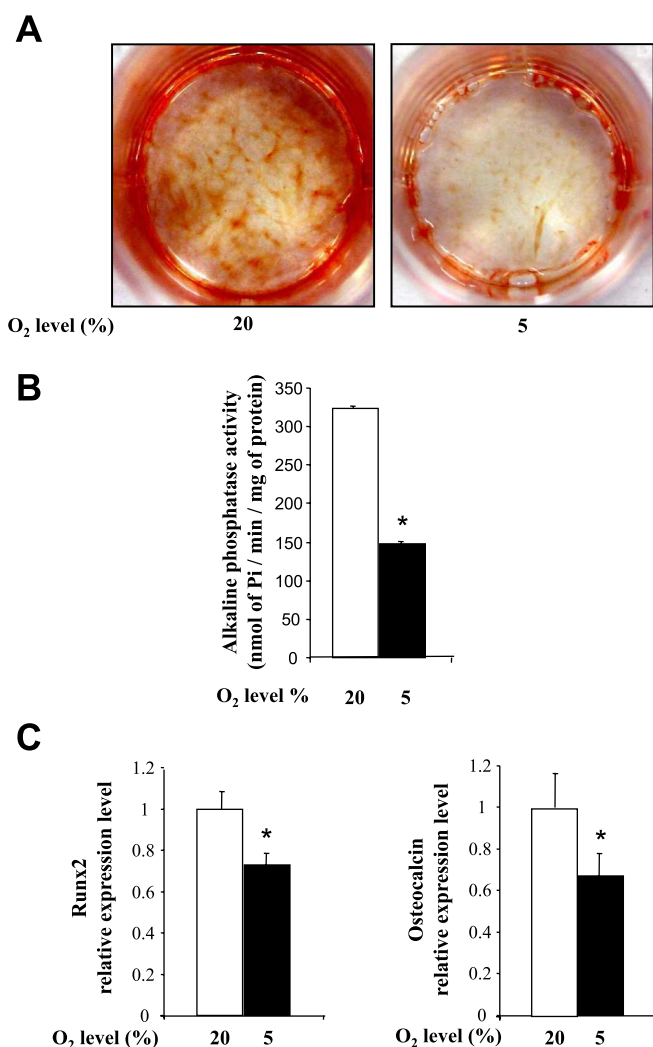 A
O₂ level (%) 20 5
B
Alkaline phosphatase activity
(nmol of Pi / min / mg of protein)
350
300
250
200
150
100
50
0
*
O₂ level % 20 5
C
Runx2
relative expression level
1.2
1
0.8
0.6
0.4
0.2
0
*
O₂ level (%) 20 5
Osteocalcin
relative expression level
1.2
1
0.8
0.6
0.4
0.2
0
*
O₂ level (%) 20 5